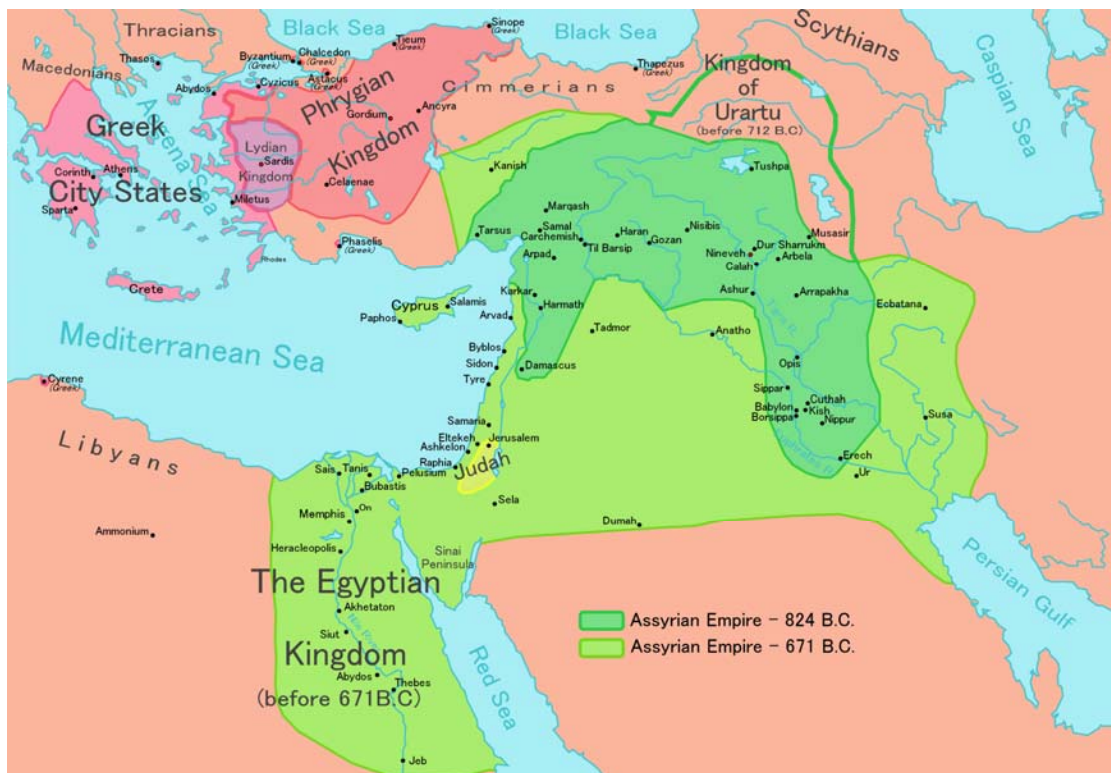 Black Sea
Black Sea
Scythians
Caspian Sea
Thracians
Macedonians
Thasos
Byzantium
(Greek)
Chalcedon
(Greek)
Astacus
(Greek)
Cyzicus
Abydos
Tieum
(Greek)
Sinope
(Greek)
Thapezus
(Greek)
Cimmerians
Kingdom
of
Urartu
(before 712 B.C)
Phrygian
Kingdom
Gordium
Ancyra
Celaenae
Lydian
Kingdom
Sardis
Miletus
Greek
City States
Corinth
Athens
Sparta
Rhodes
Crete
Phaselis
(Greek)
Kanish
Tushpa
Marqash
Samal
Carchemish
Til Barsip
Haran
Gozan
Nisibis
Tarsus
Arpad
Nineveh
Dur Sharrukm
Calah
Arbela
Musasir
Ashur
Arrapakha
Ecbatana
Karkar
Harmath
Cyprus
Salamis
Paphos
Arvad
Tadmor
Anatho
Mediterranean Sea
Byblos
Sidon
Tyre
Damascus
Tigris R.
Opis
Sippar
Cuthah
Babylon
Kish
Borsippa
Nippur
Susa
Euphrates R.
Erech
Ur
Cyrene
(Greek)
Libyans
Samaria
Eltekeh
Jerusalem
Ashkelon
Raphia
Judah
Sais
Tanis
Pelusium
Bubastis
Sela
Dumah
Ammonium
Memphis
On
Heracleopolis
Sinai
Peninsula
Persian Gulf
The Egyptian
Kingdom
(before 671B.C)
Akhetaton
Siut
Abydos
Thebes
Jeb
Red Sea
Assyrian Empire - 824 B.C.
Assyrian Empire - 671 B.C.